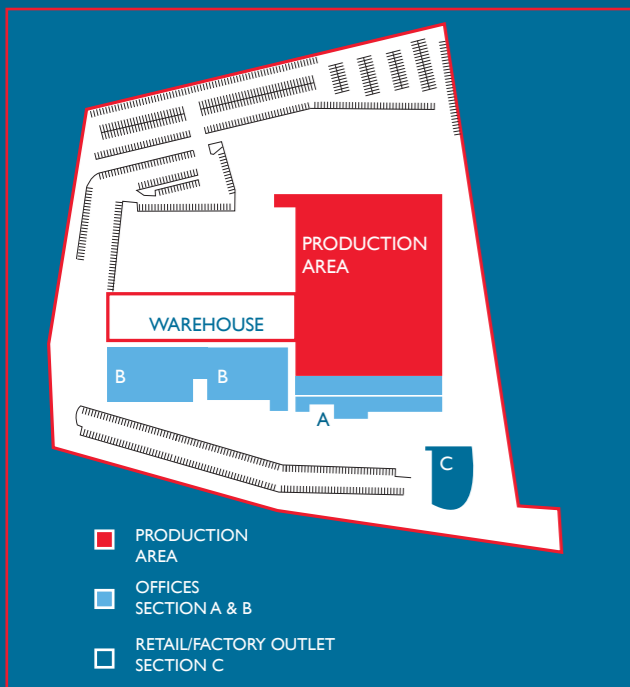 PRODUCTION
AREA
WAREHOUSE
B
B
A
C
PRODUCTION
AREA
OFFICES
SECTION A & B
RETAIL/FACTORY OUTLET
SECTION C